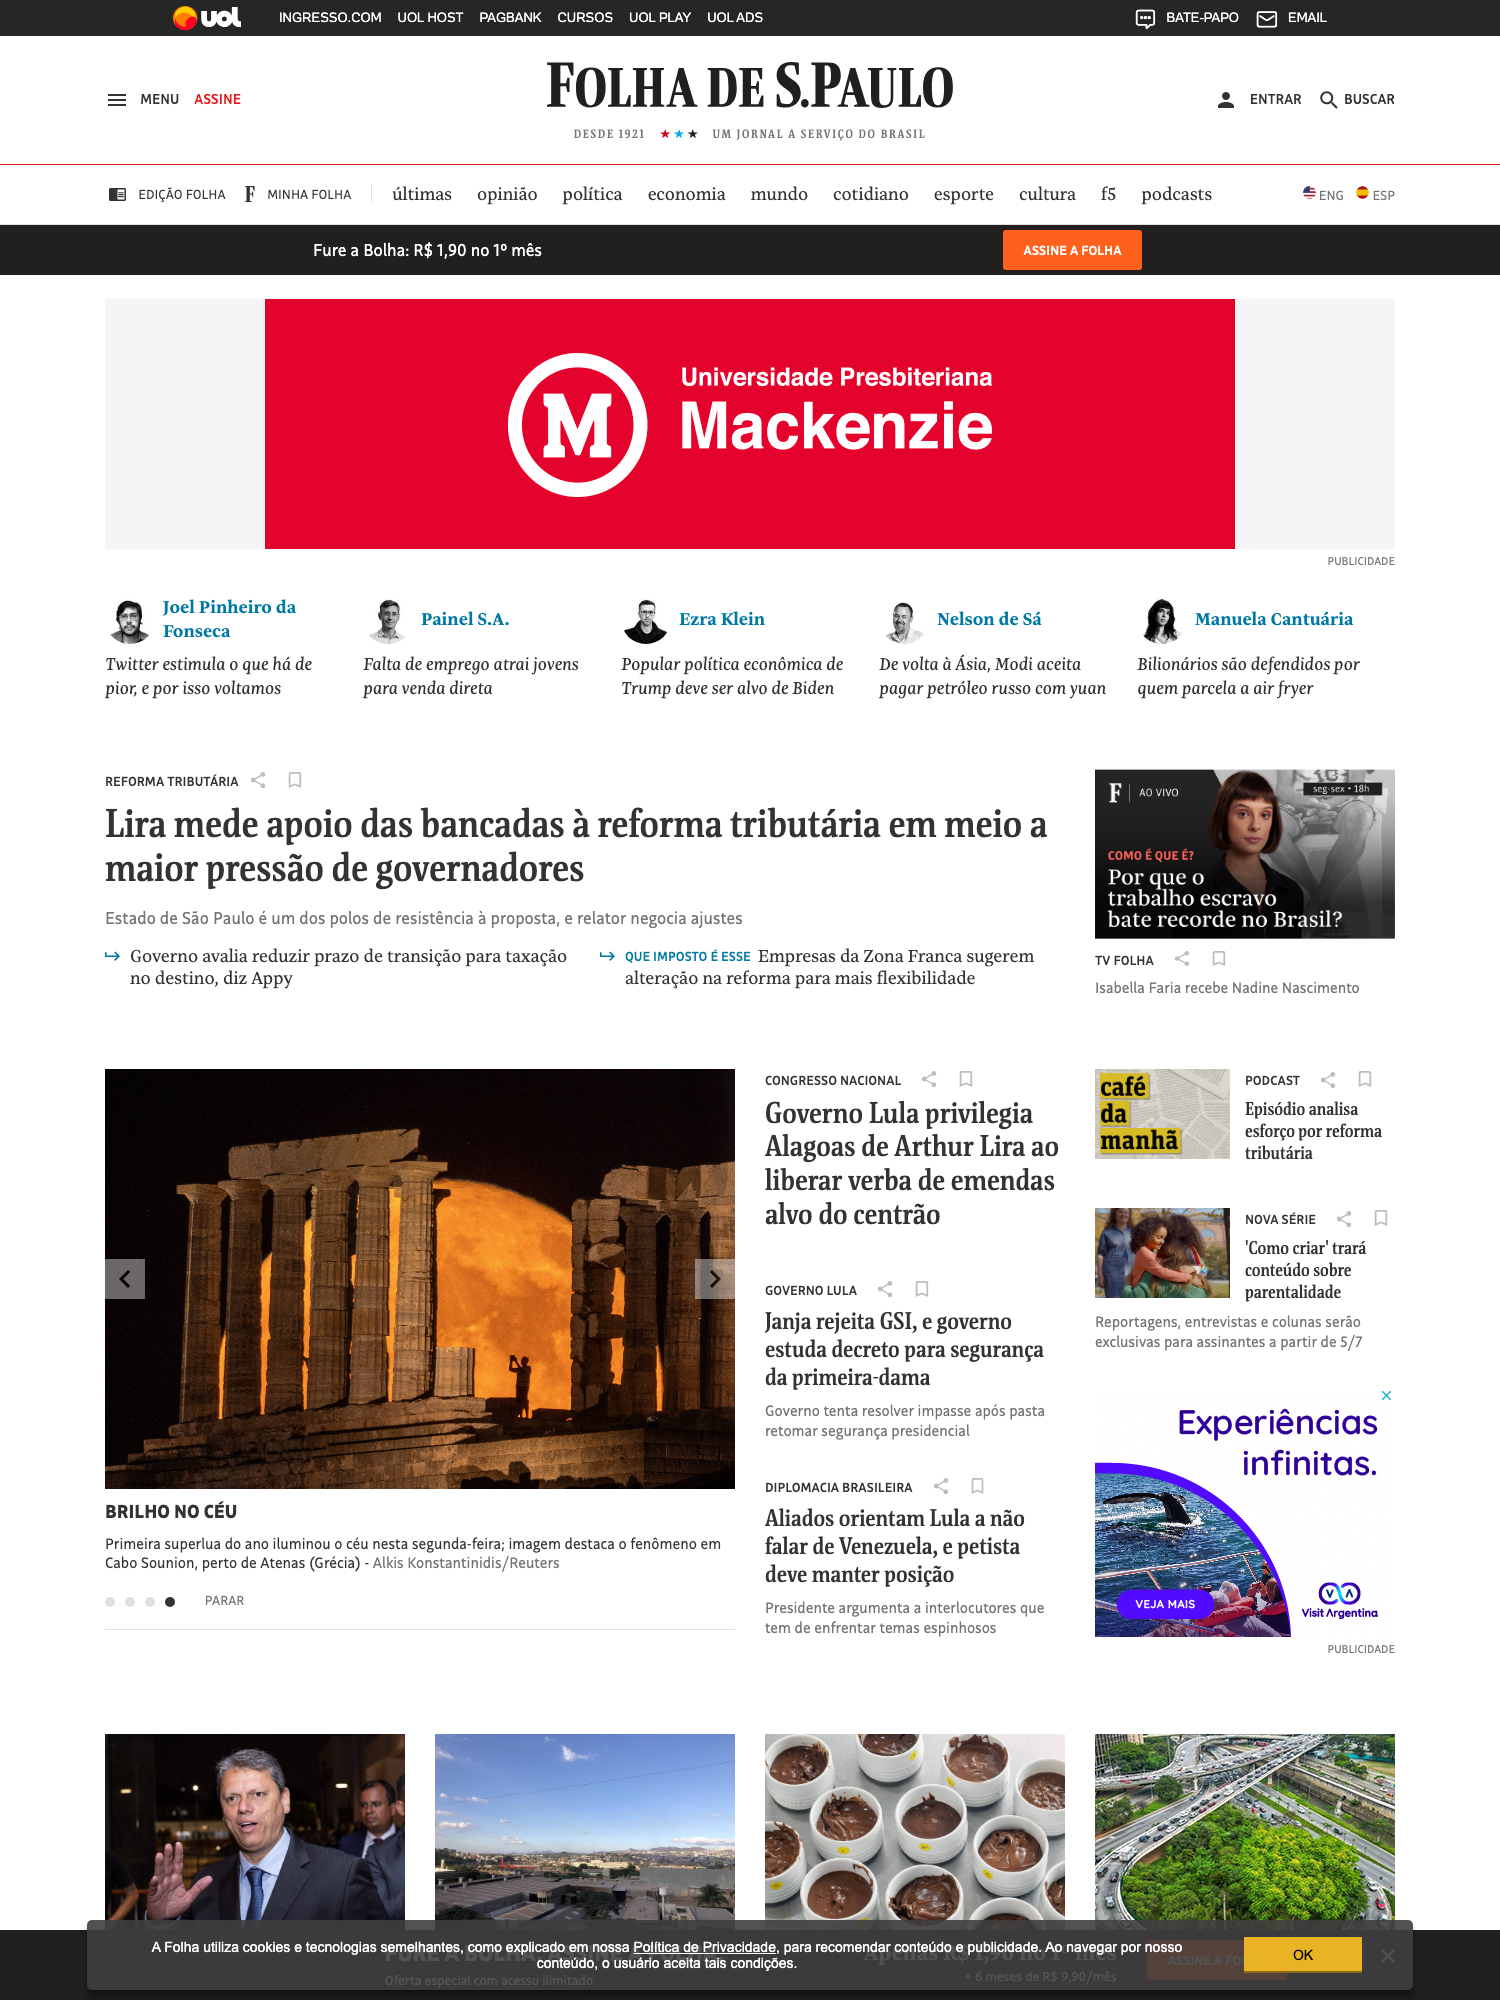 uol INGRESSO.COM UOL HOST PAGBANK CURSOS UOL PLAY UOL ADS BATE-PAPO EMAIL
MENU ASSINE FOLHA DE S.PAULO ENTRAR BUSCAR
DESDE 1921 ★★★ UM JORNAL A SERVIÇO DO BRASIL
EDIÇÃO FOLHA F MINHA FOLHA últimas opinião política economia mundo cotidiano esporte cultura f5 podcasts ENG ESP
Fure a Bolha: R$ 1,90 no 1º mês ASSINE A FOLHA
M
Universidade Presbiteriana
Mackenzie
PUBLICIDADE
Joel Pinheiro da
Fonseca
Twitter estimula o que há de
pior, e por isso voltamos
Painel S.A.
Falta de emprego atrai jovens
para venda direta
Ezra Klein
Popular política econômica de
Trump deve ser alvo de Biden
Nelson de Sá
De volta à Ásia, Modi aceita
pagar petróleo russo com yuan
Manuela Cantuária
Bilionários são defendidos por
quem parcela a air fryer
REFORMA TRIBUTÁRIA
Lira mede apoio das bancadas à reforma tributária em meio a
maior pressão de governadores
Estado de São Paulo é um dos polos de resistência à proposta, e relator negocia ajustes
Governo avalia reduzir prazo de transição para taxação
no destino, diz Appy
QUE IMPOSTO É ESSE Empresas da Zona Franca sugerem
alteração na reforma para mais flexibilidade
F AO VIVO seg-sex • 18h
COMO É QUE É?
Por que o
trabalho escravo
bate recorde no Brasil?
TV FOLHA
Isabella Faria recebe Nadine Nascimento
BRILHO NO CÉU
Primeira superlua do ano iluminou o céu nesta segunda-feira; imagem destaca o fenômeno em
Cabo Sounion, perto de Atenas (Grécia) - Alkis Konstantinidis/Reuters
PARAR
CONGRESSO NACIONAL
Governo Lula privilegia
Alagoas de Arthur Lira ao
liberar verba de emendas
alvo do centrão
GOVERNO LULA
Janja rejeita GSI, e governo
estuda decreto para segurança
da primeira-dama
Governo tenta resolver impasse após pasta
retomar segurança presidencial
DIPLOMACIA BRASILEIRA
Aliados orientam Lula a não
falar de Venezuela, e petista
deve manter posição
Presidente argumenta a interlocutores que
tem de enfrentar temas espinhosos
café
da
manhã
PODCAST
Episódio analisa
esforço por reforma
tributária
NOVA SÉRIE
'Como criar' trará
conteúdo sobre
parentalidade
Reportagens, entrevistas e colunas serão
exclusivas para assinantes a partir de 5/7
Experiências
infinitas.
VEJA MAIS
VA
Visit Argentina
PUBLICIDADE
A Folha utiliza cookies e tecnologias semelhantes, como explicado em nossa Política de Privacidade, para recomendar conteúdo e publicidade. Ao navegar por nosso
conteúdo, o usuário aceita tais condições.
OK
Oferta especial com acesso ilimitado
Apenas R$ 1,90 no 1º mês
+ 6 meses de R$ 9,90/mês